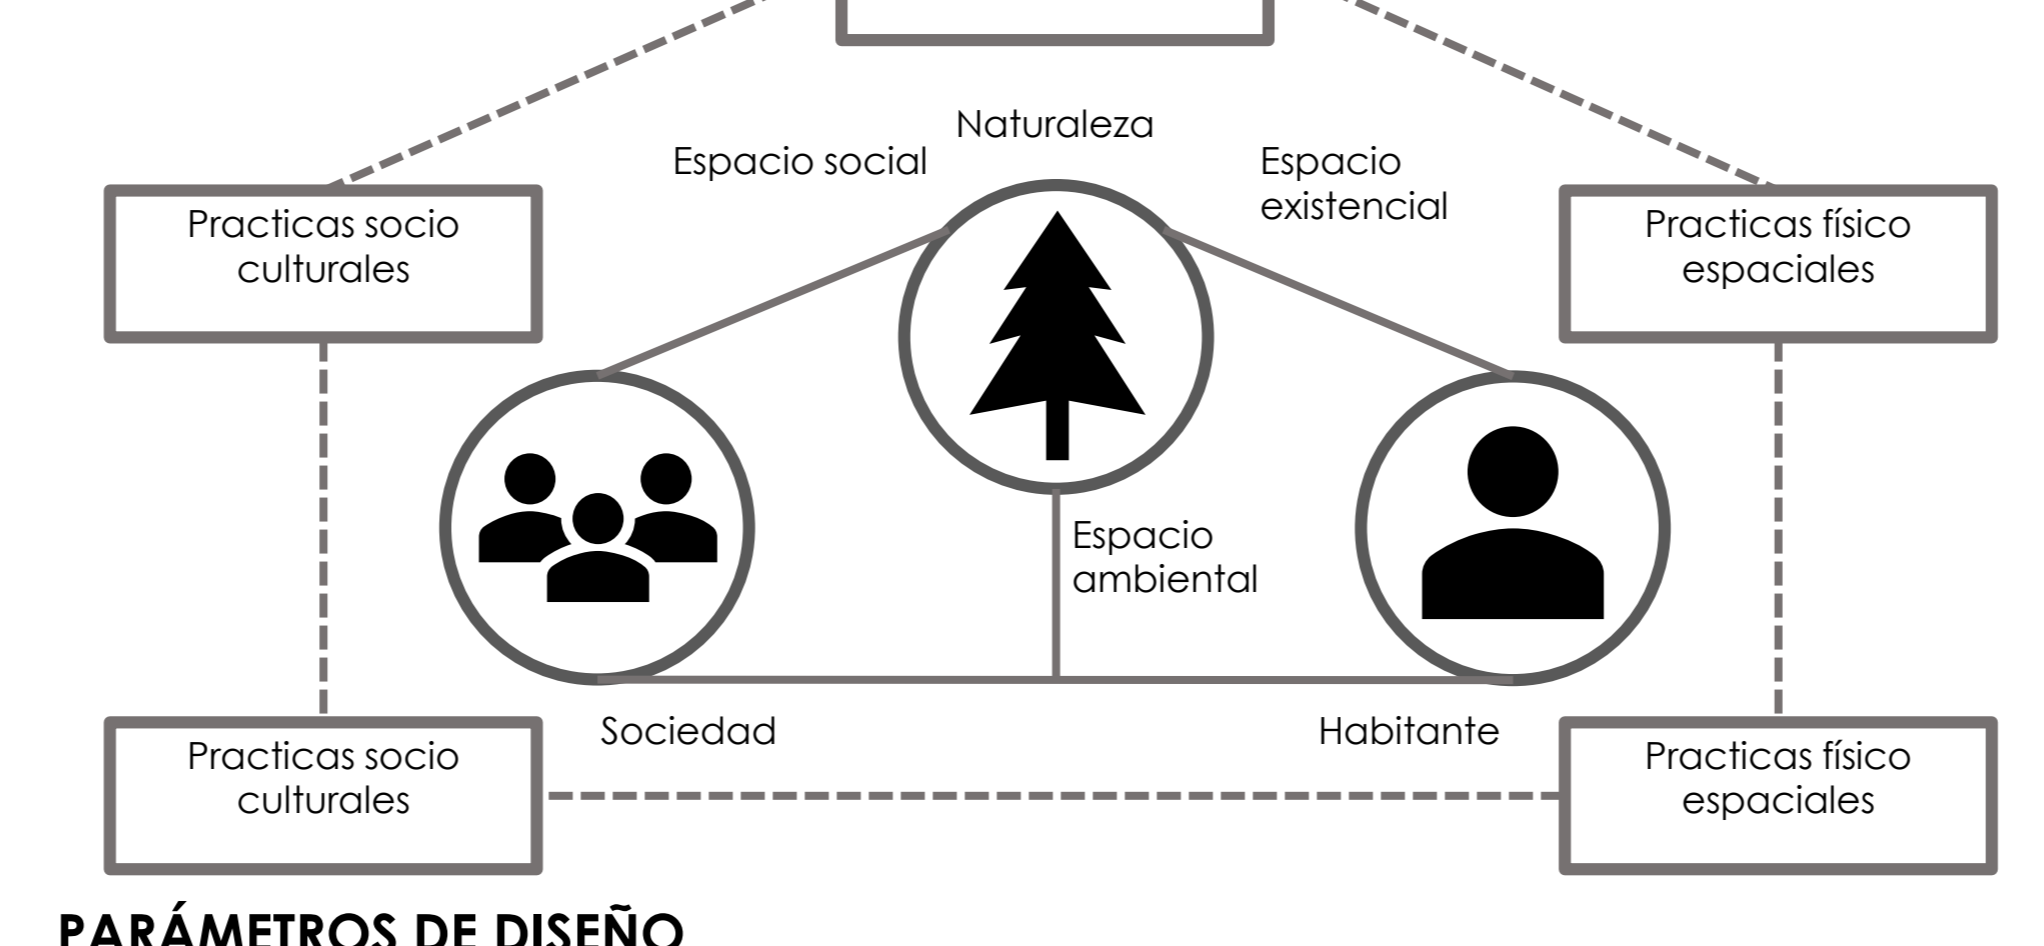 Naturaleza
Espacio social
Espacio
existencial
Practicas socio
culturales
Practicas físico
espaciales
Espacio
ambiental
Sociedad
Habitante
Practicas socio
culturales
Practicas físico
espaciales
PARÁMETROS DE DISEÑO